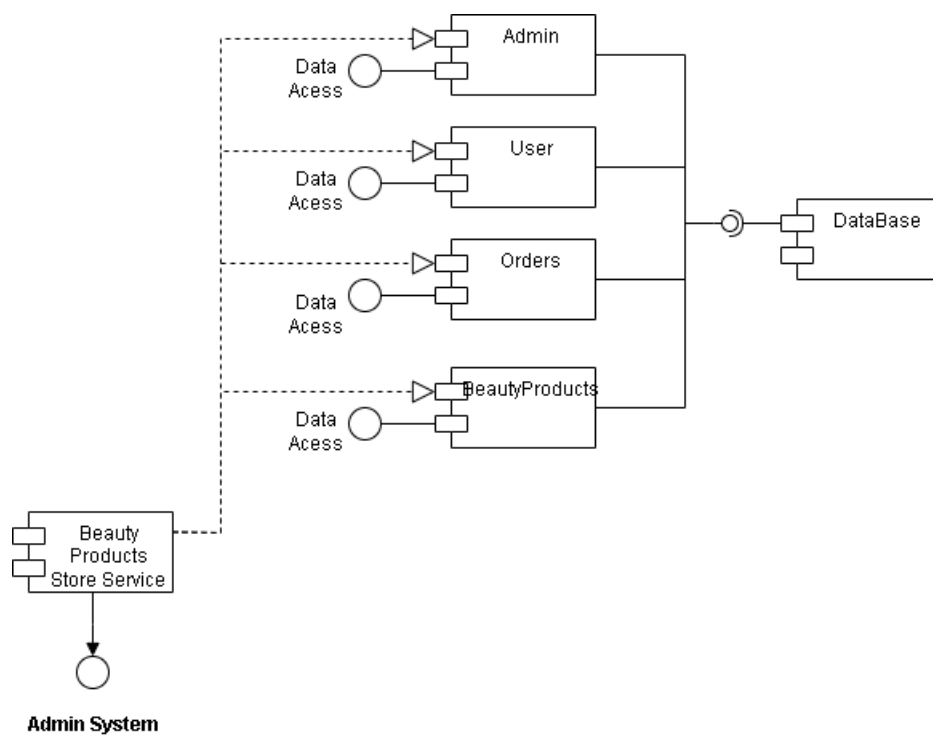 Admin
Data
Acess
User
Data
Acess
DataBase
Orders
Data
Acess
BeautyProducts
Data
Acess
Beauty
Products
Store Service
Admin System